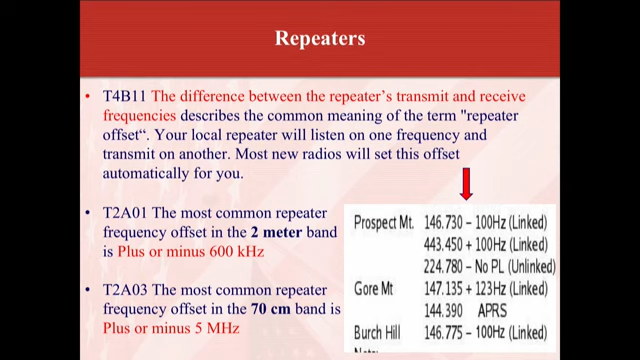 Repeaters
• T4B11 The difference between the repeater's transmit and receive
frequencies describes the common meaning of the term "repeater
offset“. Your local repeater will listen on one frequency and
transmit on another. Most new radios will set this offset
automatically for you.
• T2A01 The most common repeater
frequency offset in the 2 meter band
is Plus or minus 600 kHz
• T2A03 The most common repeater
frequency offset in the 70 cm band is
Plus or minus 5 MHz
Prospect Mt. 146.730 – 100Hz (Linked)
443.450 + 100Hz (Linked)
224.780 – No PL (Unlinked)
Gore Mt 147.135 + 123Hz (Linked)
144.390 APRS
Burch Hill 146.775 – 100Hz (Linked)